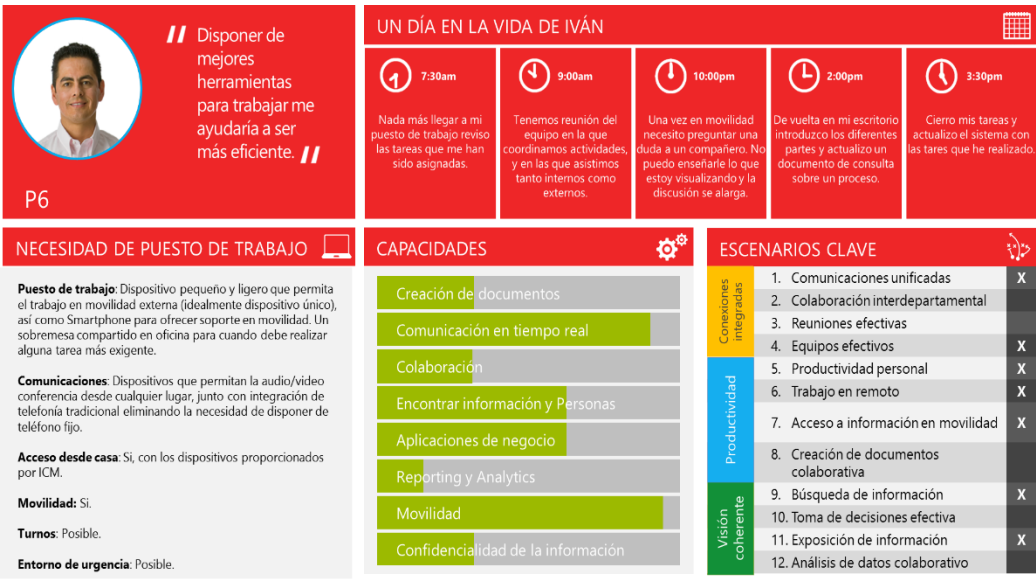 Disponer de
mejores
herramientas
para trabajar me
ayudaría a ser
más eficiente.
P6
UN DÍA EN LA VIDA DE IVÁN
7:30am
Nada más llegar a mi
puesto de trabajo reviso
las tareas que me han
sido asignadas.
9:00am
Tenemos reunión del
equipo en la que
coordinamos actividades,
y en las que asistimos
tanto internos como
externos.
10:00pm
Una vez en movilidad
necesito preguntar una
duda a un compañero. No
puedo enseñarle lo que
estoy visualizando y la
discusión se alarga.
2:00pm
De vuelta en mi escritorio
introduzco los diferentes
partes y actualizo un
documento de consulta
sobre un proceso.
3:30pm
Cierro mis tareas y
actualizo el sistema con
las tares que he realizado.
NECESIDAD DE PUESTO DE TRABAJO
Puesto de trabajo: Dispositivo pequeño y ligero que permita
el trabajo en movilidad externa (idealmente dispositivo único),
así como Smartphone para ofrecer soporte en movilidad. Un
sobremesa compartido en oficina para cuando debe realizar
alguna tarea más exigente.
Comunicaciones: Dispositivos que permitan la audio/video
conferencia desde cualquier lugar, junto con integración de
telefonía tradicional eliminando la necesidad de disponer de
teléfono fijo.
Acceso desde casa: Si, con los dispositivos proporcionados
por ICM.
Movilidad: Si.
Turnos: Posible.
Entorno de urgencia: Posible.
CAPACIDADES
Creación de documentos
Comunicación en tiempo real
Colaboración
Encontrar información y Personas
Aplicaciones de negocio
Reporting y Analytics
Movilidad
Confidencialidad de la información
ESCENARIOS CLAVE
Conexiones
integradas
1. Comunicaciones unificadas X
2. Colaboración interdepartamental
3. Reuniones efectivas
4. Equipos efectivos X
Productividad
5. Productividad personal X
6. Trabajo en remoto X
7. Acceso a información en movilidad X
8. Creación de documentos
colaborativa
Visión
coherente
9. Búsqueda de información X
10. Toma de decisiones efectiva
11. Exposición de información X
12. Análisis de datos colaborativo